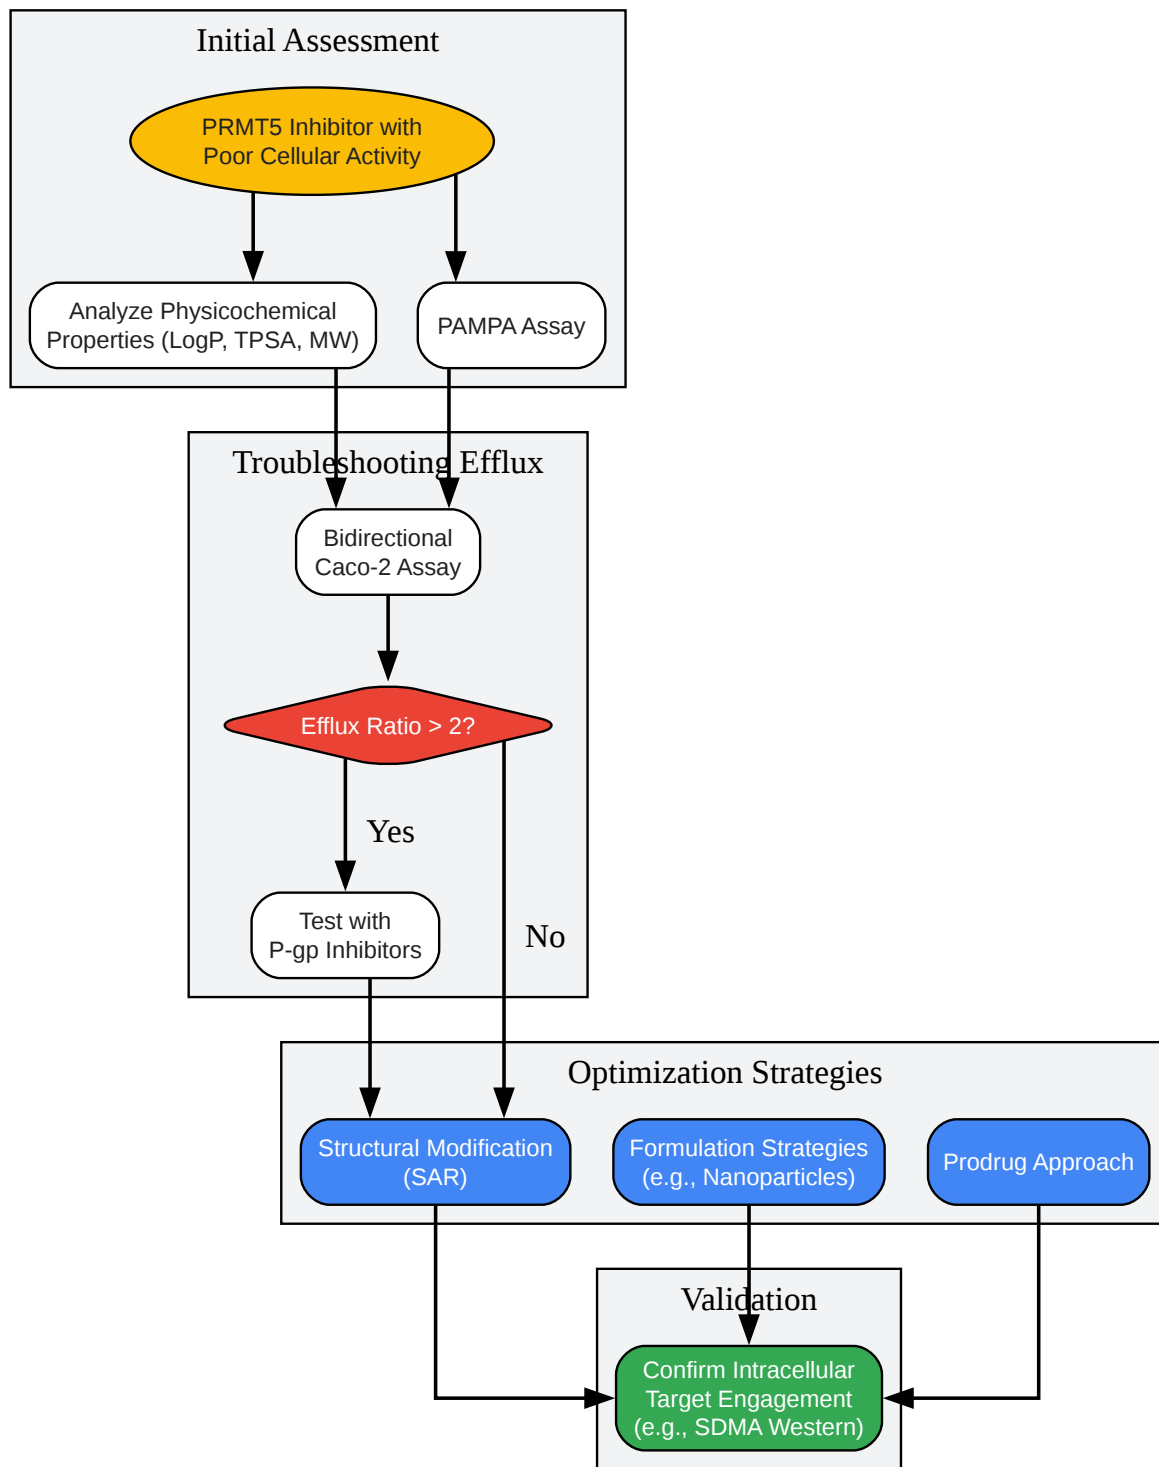 Initial Assessment
PRMT5 Inhibitor with
Poor Cellular Activity
Analyze Physicochemical
Properties (LogP, TPSA, MW)
PAMPA Assay
Troubleshooting Efflux
Bidirectional
Caco-2 Assay
Efflux Ratio > 2?
Yes
Test with
P-gp Inhibitors
No
Optimization Strategies
Structural Modification
(SAR)
Formulation Strategies
(e.g., Nanoparticles)
Prodrug Approach
Validation
Confirm Intracellular
Target Engagement
(e.g., SDMA Western)